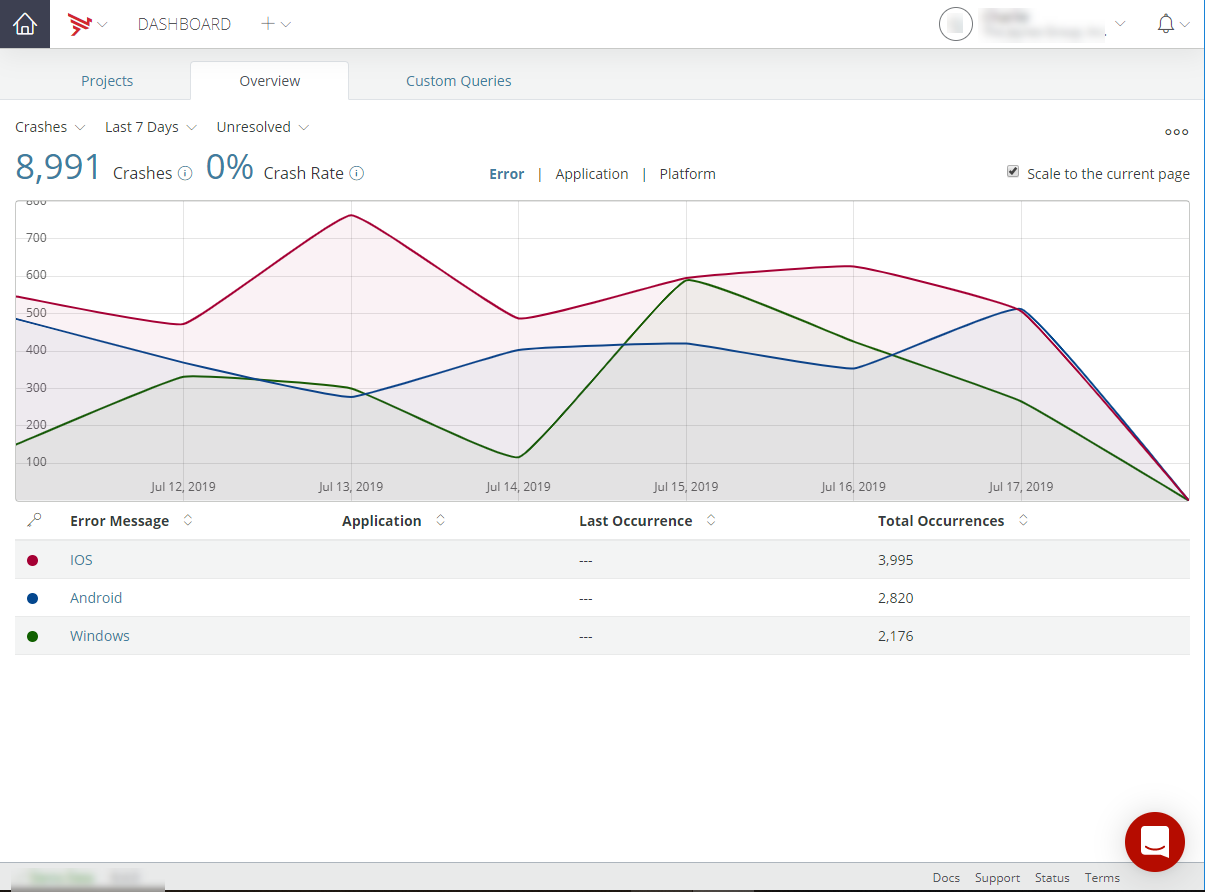 DASHBOARD
Projects Overview Custom Queries
Crashes Last 7 Days Unresolved
8,991 Crashes 0% Crash Rate Error | Application | Platform Scale to the current page
800
700
600
500
400
300
200
100
Jul 12, 2019 Jul 13, 2019 Jul 14, 2019 Jul 15, 2019 Jul 16, 2019 Jul 17, 2019
Error Message Application Last Occurrence Total Occurrences
IOS --- 3,995
Android --- 2,820
Windows --- 2,176
Docs Support Status Terms